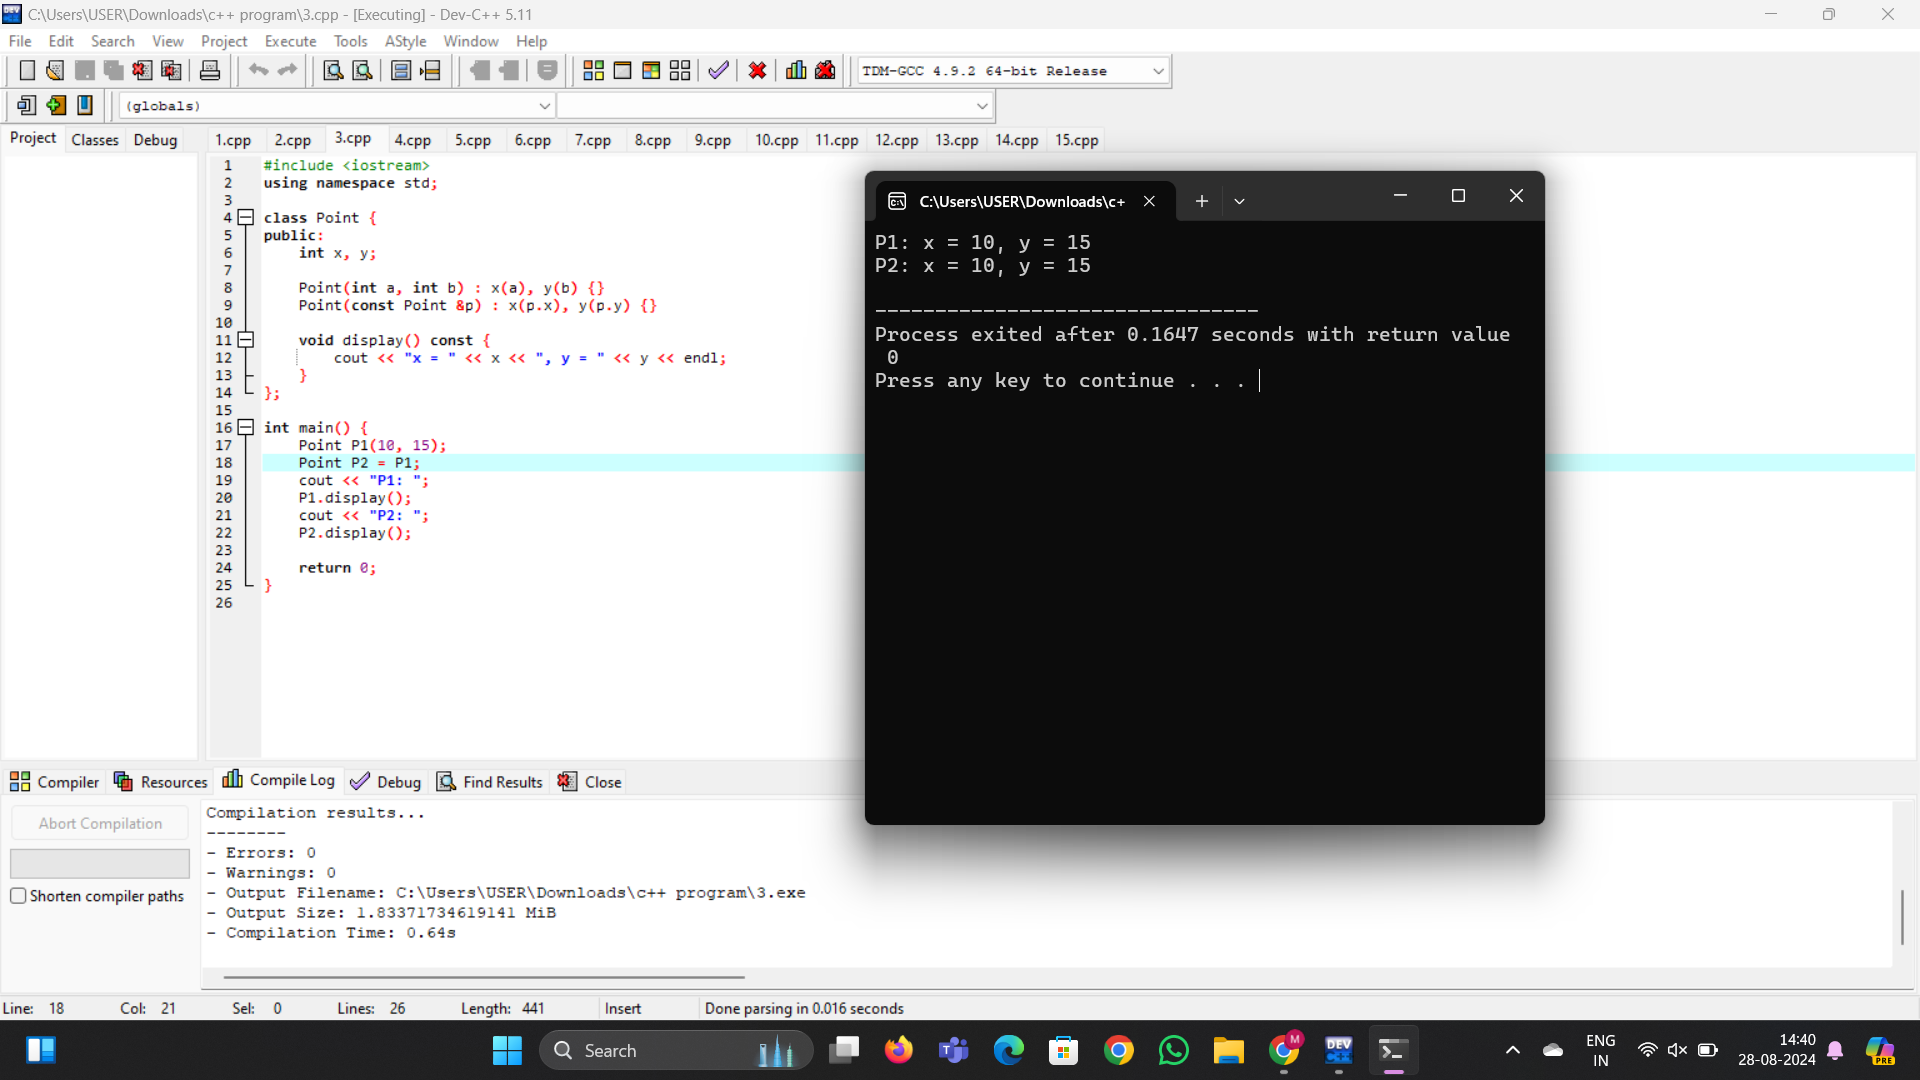 C:\Users\USER\Downloads\c++ program\3.cpp - [Executing] - Dev-C++ 5.11
File Edit Search View Project Execute Tools AStyle Window Help
TDM-GCC 4.9.2 64-bit Release
(globals)
Project Classes Debug
1.cpp 2.cpp 3.cpp 4.cpp 5.cpp 6.cpp 7.cpp 8.cpp 9.cpp 10.cpp 11.cpp 12.cpp 13.cpp 14.cpp 15.cpp
1 #include <iostream>
2 using namespace std;
3
4 class Point {
5 public:
6 int x, y;
7
8 Point(int a, int b) : x(a), y(b) {}
9 Point(const Point &p) : x(p.x), y(p.y) {}
10
11 void display() const {
12 cout << "x = " << x << ", y = " << y << endl;
13 }
14 };
15
16 int main() {
17 Point P1(10, 15);
18 Point P2 = P1;
19 cout << "P1: ";
20 P1.display();
21 cout << "P2: ";
22 P2.display();
23
24 return 0;
25 }
26
C:\Users\USER\Downloads\c+
P1: x = 10, y = 15
P2: x = 10, y = 15
--------------------------------
Process exited after 0.1647 seconds with return value
0
Press any key to continue . . .
Compiler Resources Compile Log Debug Find Results Close
Abort Compilation
Shorten compiler paths
Compilation results...
--------
- Errors: 0
- Warnings: 0
- Output Filename: C:\Users\USER\Downloads\c++ program\3.exe
- Output Size: 1.83371734619141 MiB
- Compilation Time: 0.64s
Line: 18 Col: 21 Sel: 0 Lines: 26 Length: 441 Insert Done parsing in 0.016 seconds
Search
DEV
M
PRE
ENG
IN
14:40
28-08-2024